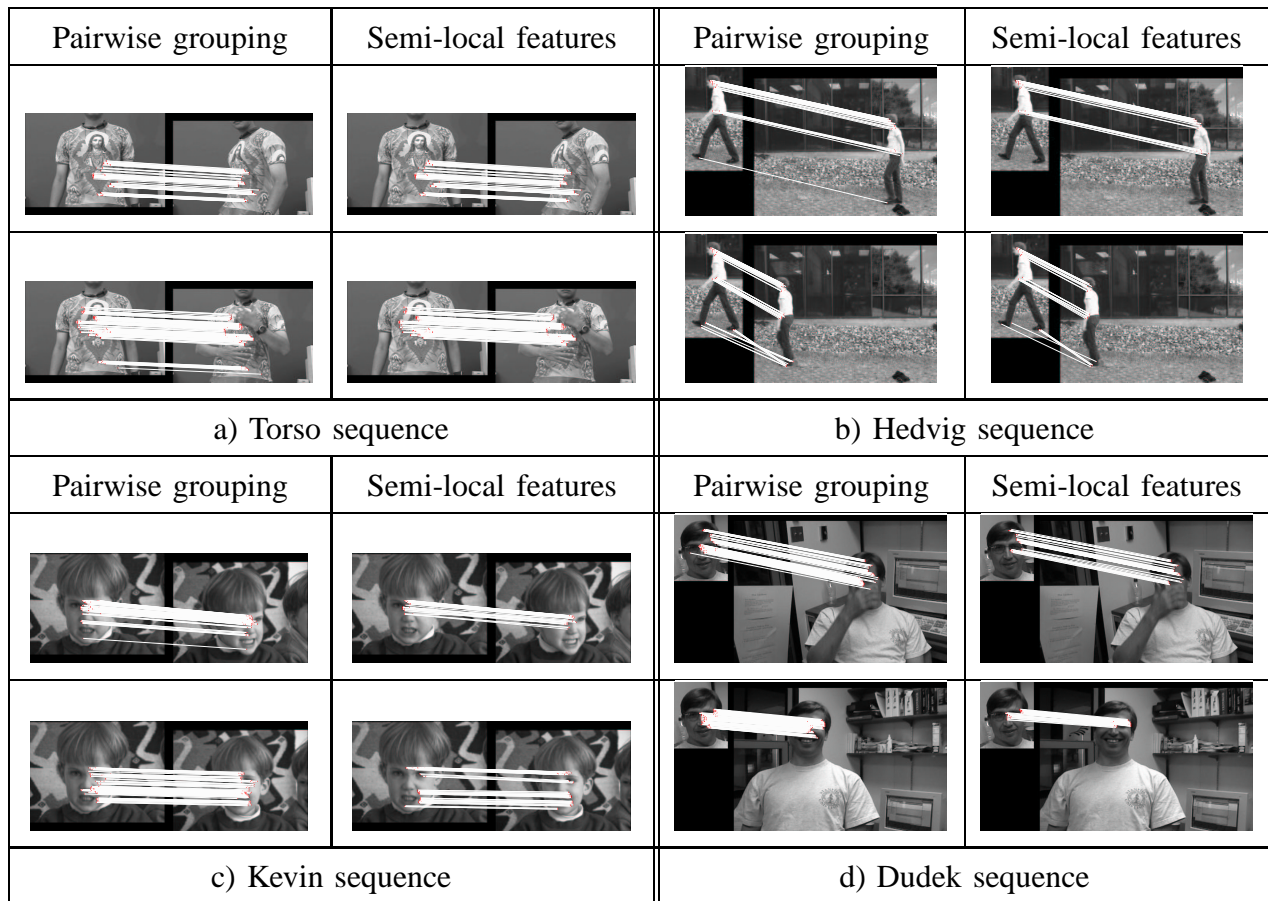 Pairwise grouping Semi-local features Pairwise grouping Semi-local features
a) Torso sequence b) Hedvig sequence
Pairwise grouping Semi-local features Pairwise grouping Semi-local features
c) Kevin sequence d) Dudek sequence